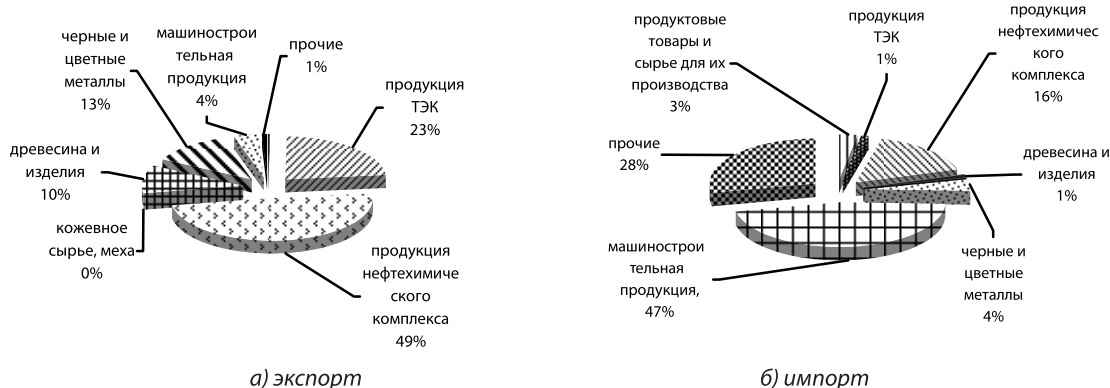 черные и
цветные
металлы
13%
машинострои
тельная
продукция
4%
прочие
1%
продукция
ТЭК
23%
древесина и
изделия
10%
кожевное
сырье, меха
0%
продукция
нефтехимиче
ского
комплекса
49%
а) экспорт
продуктовые
товары и
сырье для их
производства
3%
продукция
ТЭК
1%
продукция
нефтехимичес
кого
комплекса
16%
прочие
28%
древесина и
изделия
1%
машинострои
тельная
продукция,
47%
черные и
цветные
металлы
4%
б) импорт